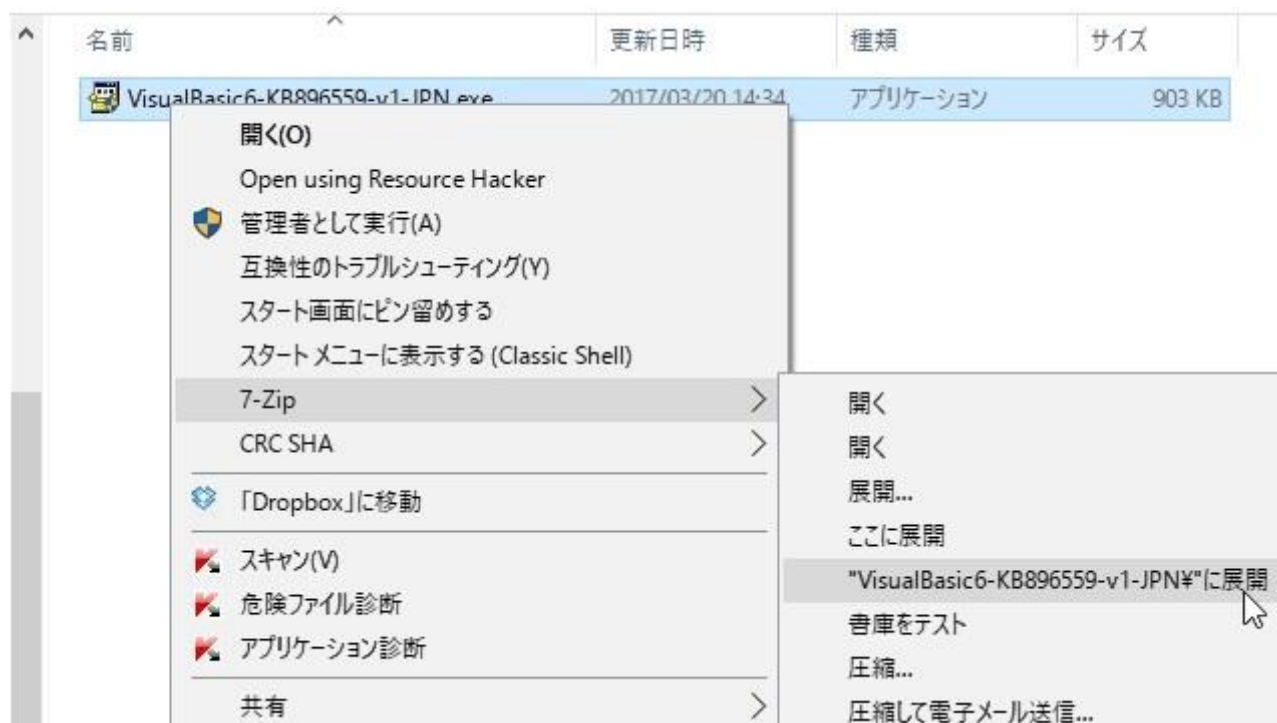 名前 更新日時 種類 サイズ
VisualBasic6-KB896559-v1-JPN.exe 2017/03/20 14:34 アプリケーション 903 KB
開く(O)
Open using Resource Hacker
管理者として実行(A)
互換性のトラブルシューティング(Y)
スタート画面にピン留めする
スタート メニューに表示する (Classic Shell)
7-Zip
CRC SHA
「Dropbox」に移動
スキャン(V)
危険ファイル診断
アプリケーション診断
共有
開く
開く
展開...
ここに展開
"VisualBasic6-KB896559-v1-JPN¥"に展開
書庫をテスト
圧縮...
圧縮して電子メール送信...